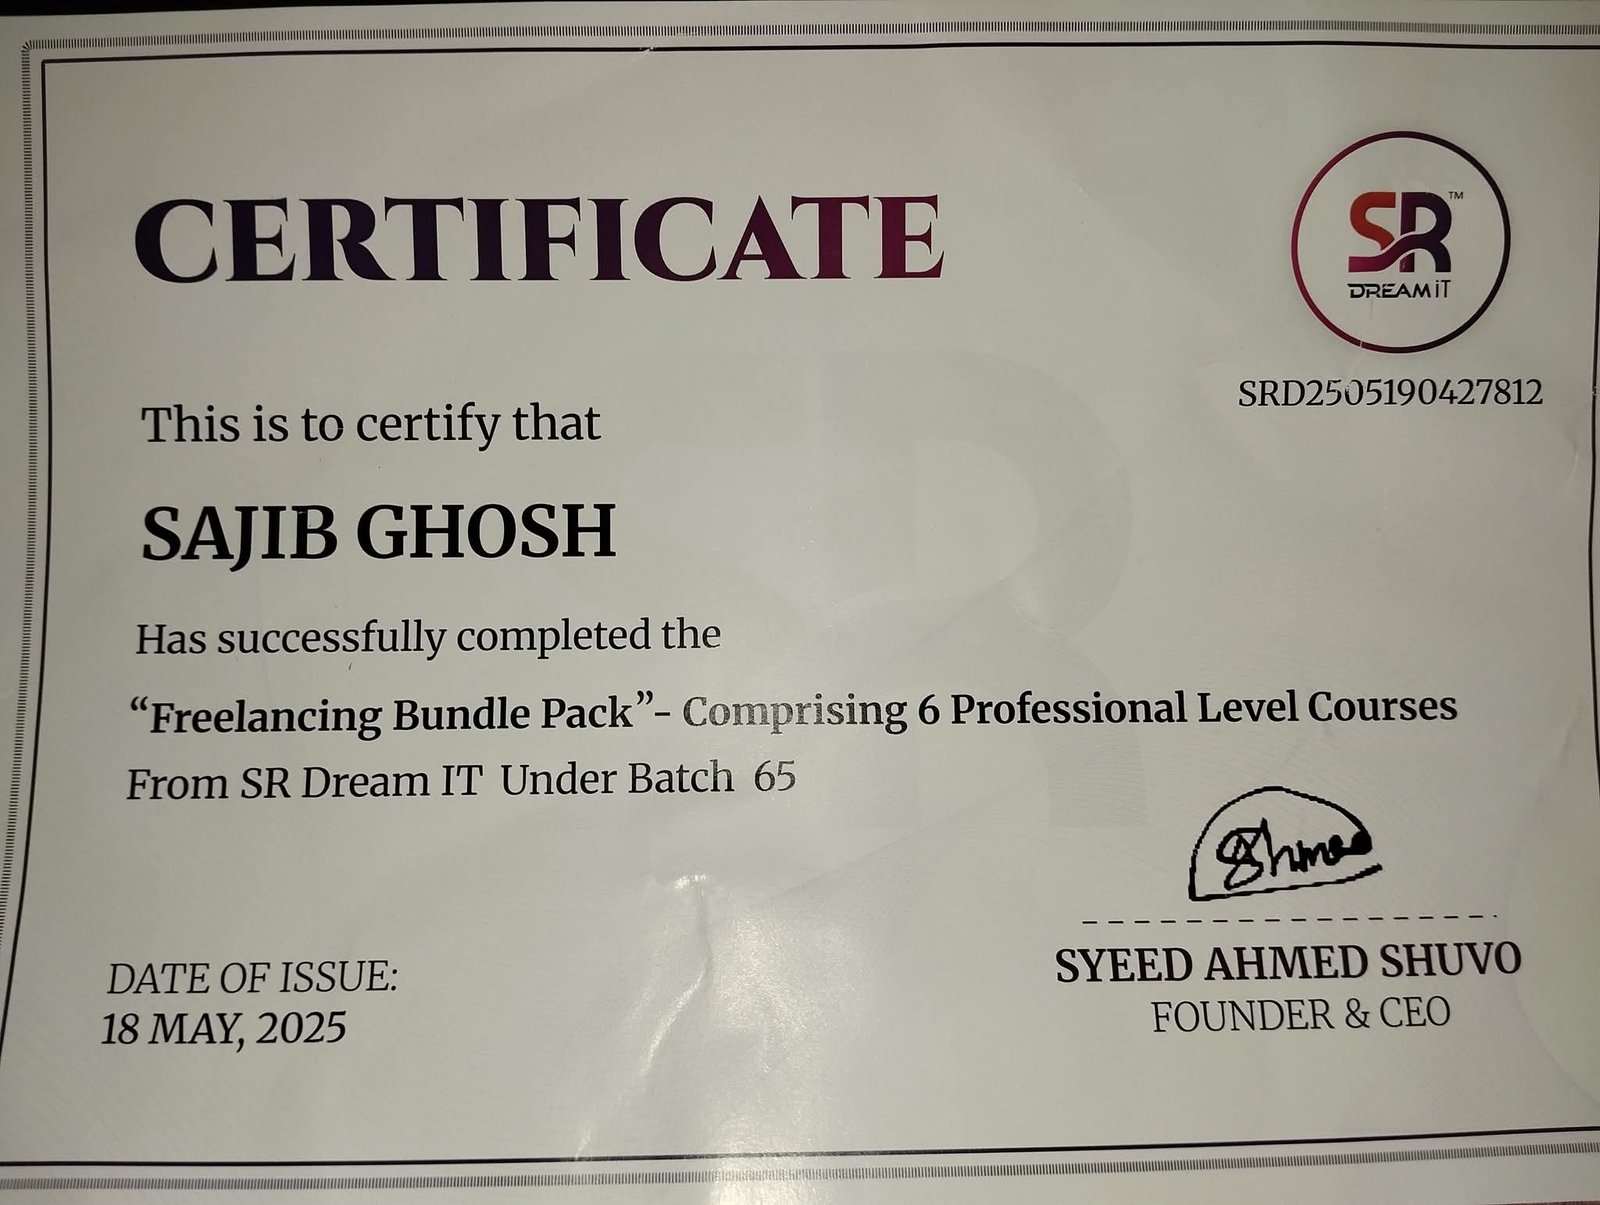 CERTIFICATE
SR™
DREAM iT
SRD2505190427812
This is to certify that
SAJIB GHOSH
Has successfully completed the
“Freelancing Bundle Pack”- Comprising 6 Professional Level Courses
From SR Dream IT Under Batch 65
Ahmed
SYEED AHMED SHUVO
FOUNDER & CEO
DATE OF ISSUE:
18 MAY, 2025